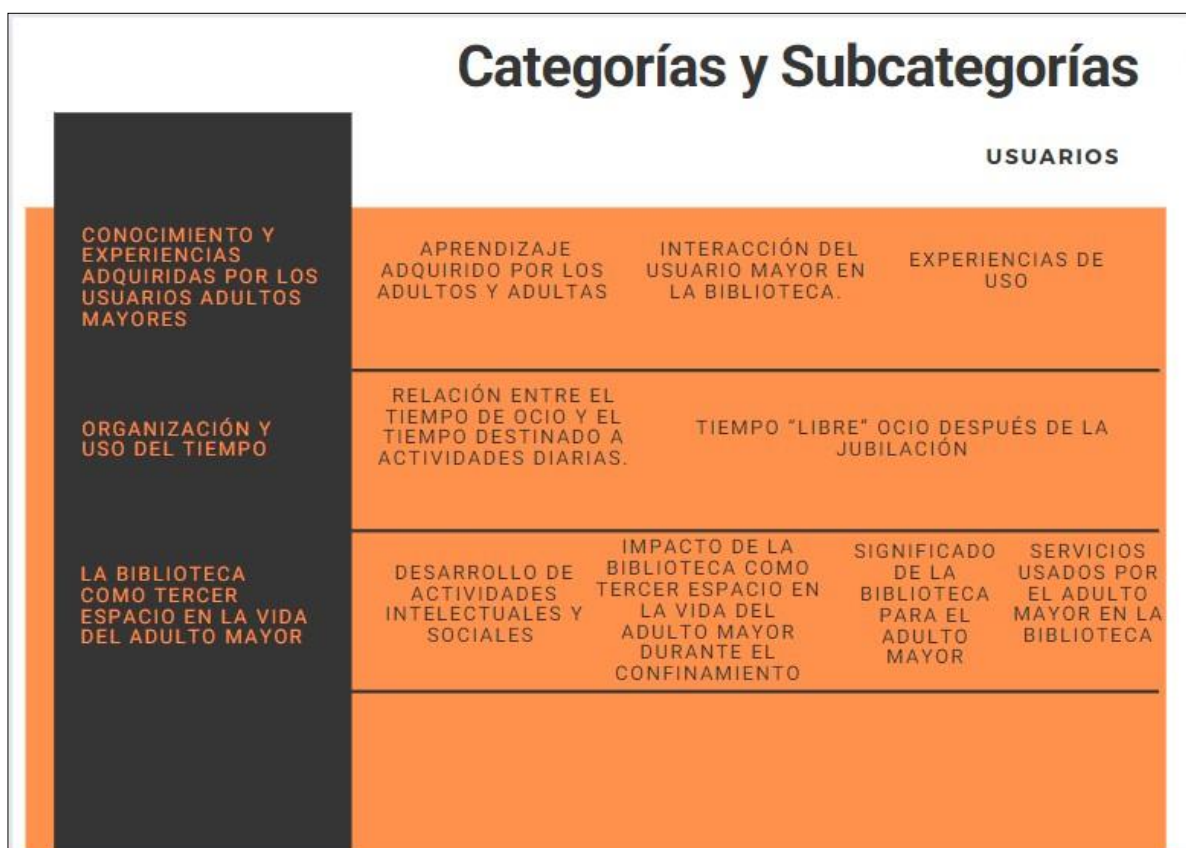 Categorías y Subcategorías
USUARIOS
CONOCIMIENTO Y
EXPERIENCIAS
ADQUIRIDAS POR LOS
USUARIOS ADULTOS
MAYORES
APRENDIZAJE
ADQUIRIDO POR LOS
ADULTOS Y ADULTAS
INTERACCIÓN DEL
USUARIO MAYOR EN
LA BIBLIOTECA.
EXPERIENCIAS DE
USO
ORGANIZACIÓN Y
USO DEL TIEMPO
RELACIÓN ENTRE EL
TIEMPO DE OCIO Y EL
TIEMPO DESTINADO A
ACTIVIDADES DIARIAS.
TIEMPO “LIBRE” OCIO DESPUÉS DE LA
JUBILACIÓN
LA BIBLIOTECA
COMO TERCER
ESPACIO EN LA VIDA
DEL ADULTO MAYOR
DESARROLLO DE
ACTIVIDADES
INTELECTUALES Y
SOCIALES
IMPACTO DE LA
BIBLIOTECA COMO
TERCER ESPACIO EN
LA VIDA DEL
ADULTO MAYOR
DURANTE EL
CONFINAMIENTO
SIGNIFICADO
DE LA
BIBLIOTECA
PARA EL
ADULTO
MAYOR
SERVICIOS
USADOS POR
EL ADULTO
MAYOR EN LA
BIBLIOTECA